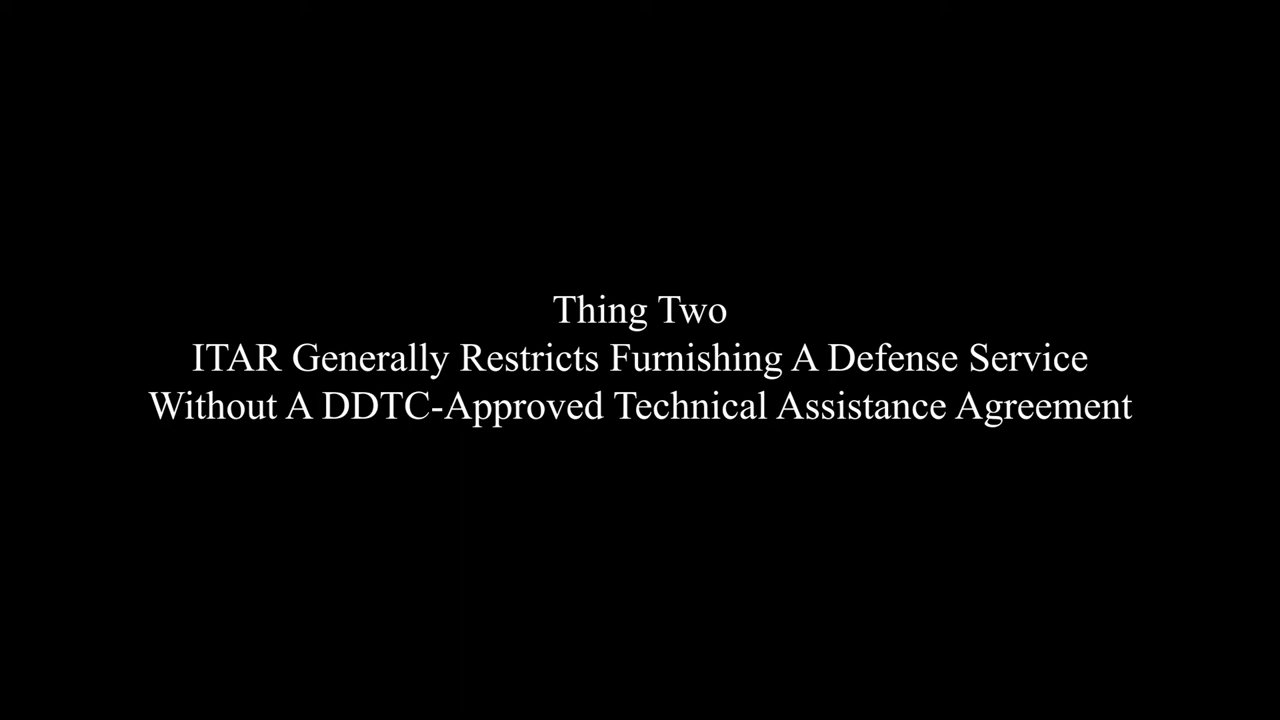 Thing Two
ITAR Generally Restricts Furnishing A Defense Service
Without A DDTC-Approved Technical Assistance Agreement